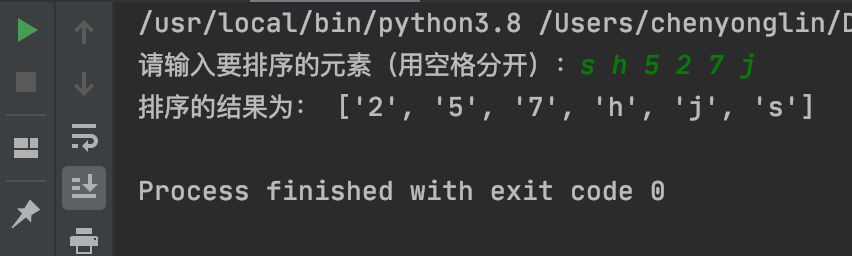 /usr/local/bin/python3.8 /Users/chenyonglin/D
请输入要排序的元素（用空格分开）：s h 5 2 7 j
排序的结果为： ['2', '5', '7', 'h', 'j', 's']
Process finished with exit code 0